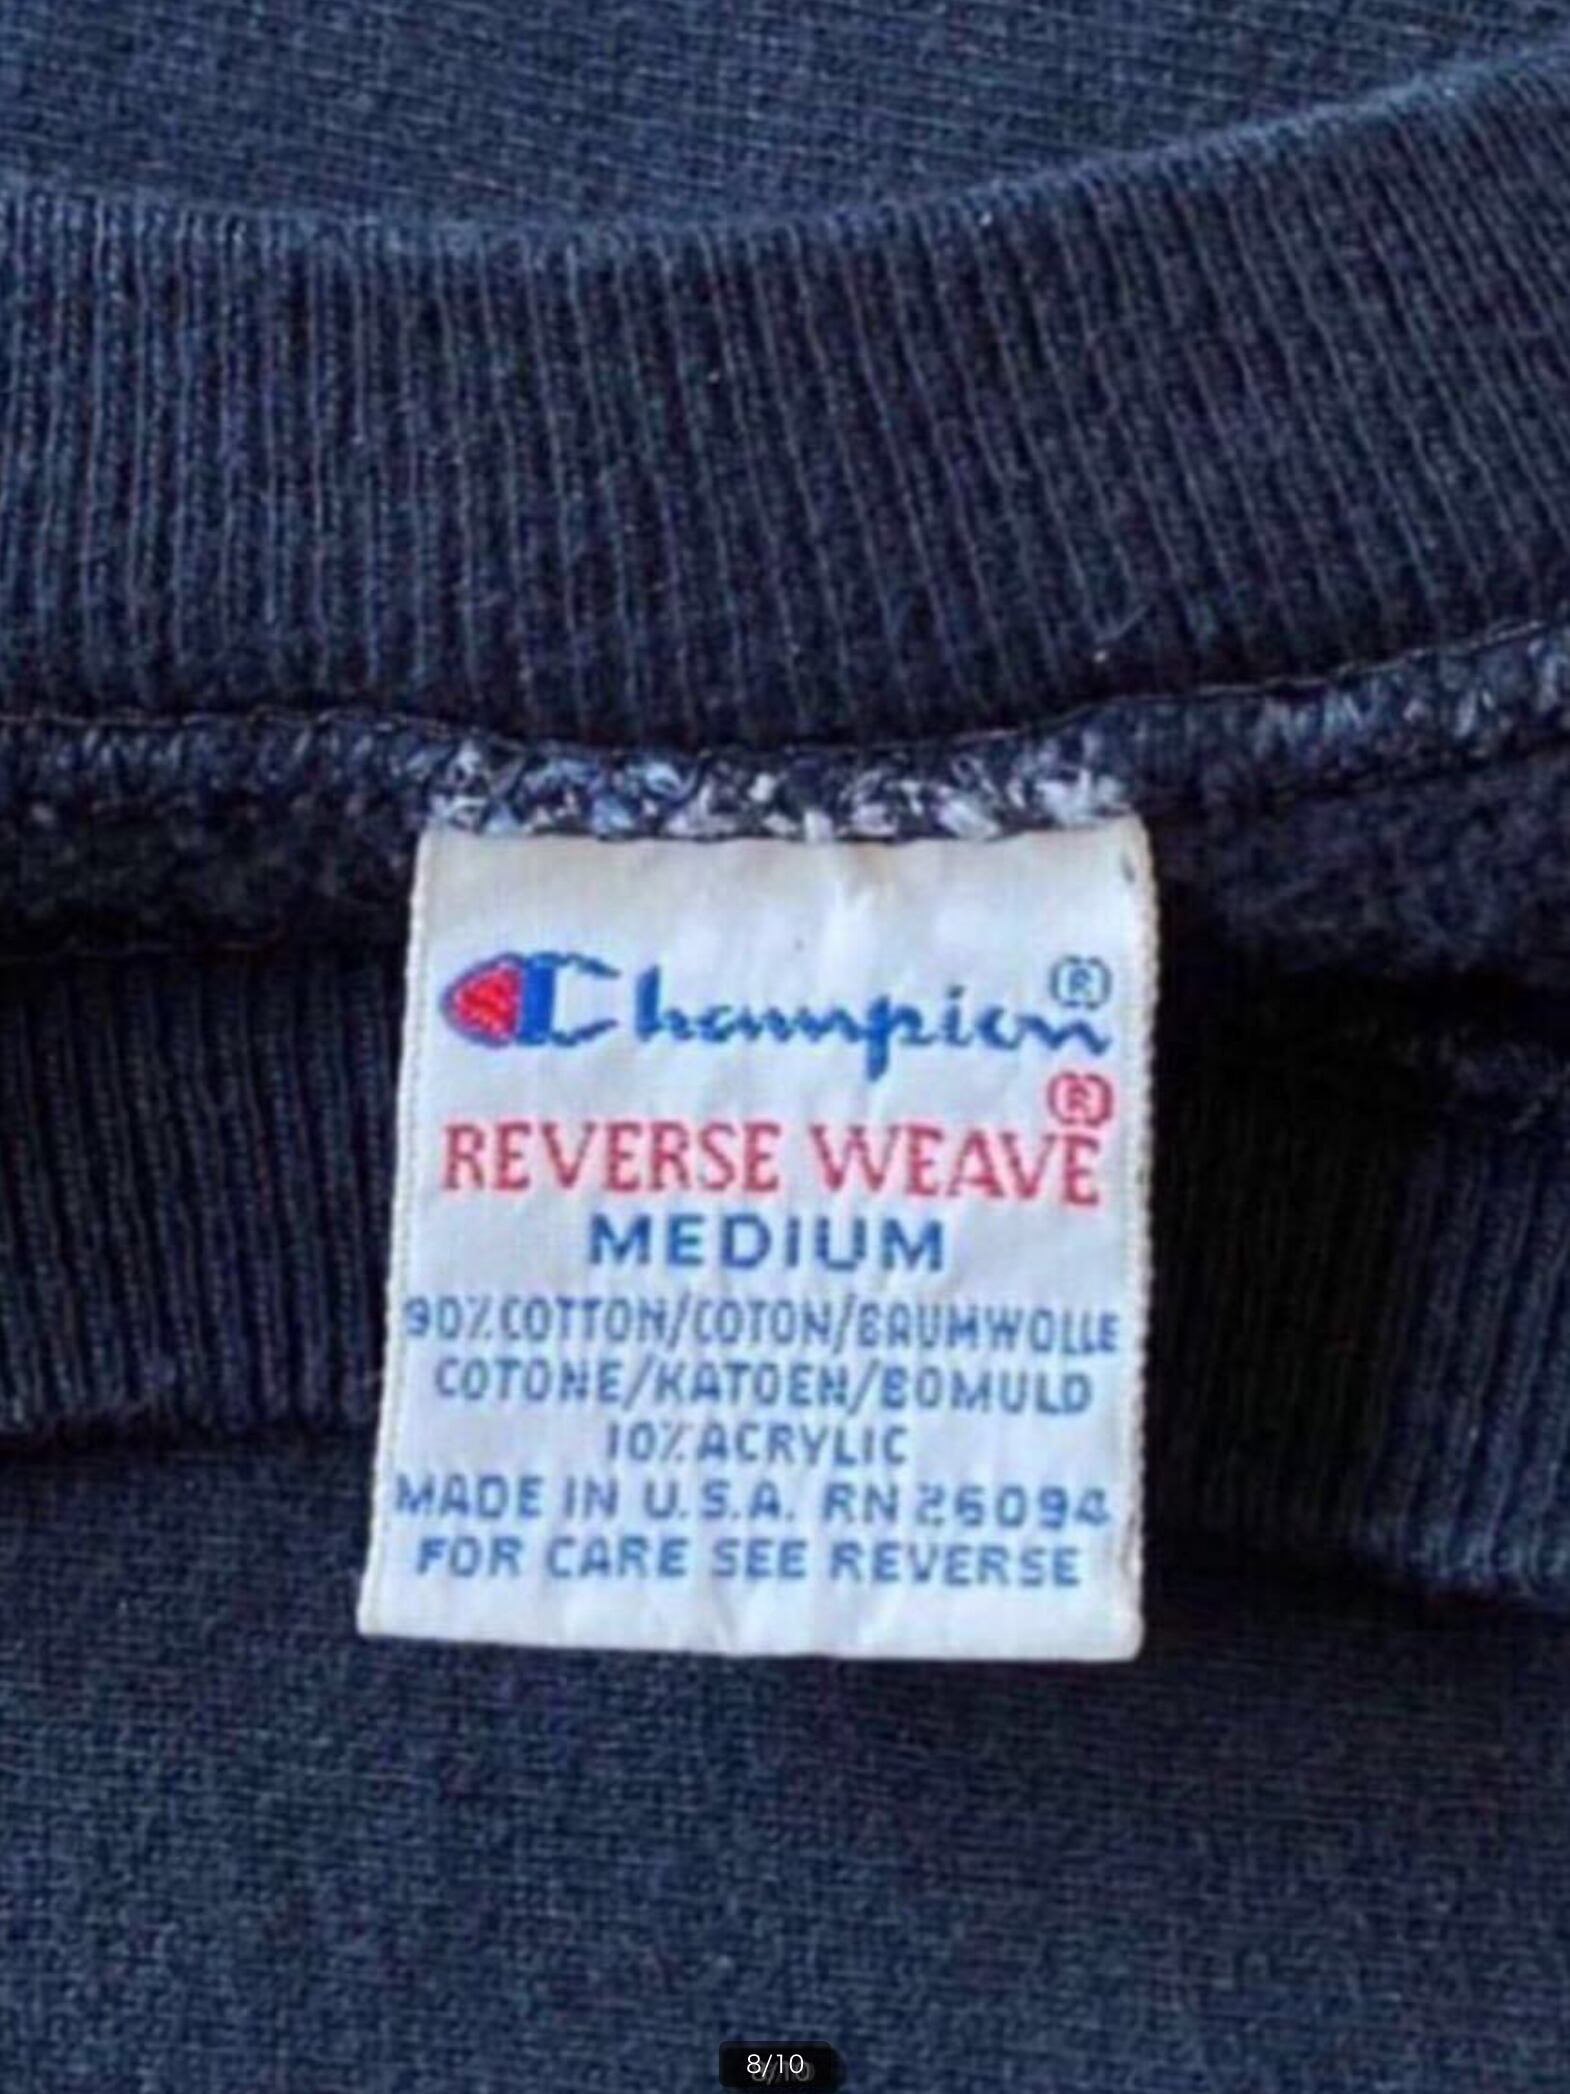 Champion®
®
REVERSE WEAVE
MEDIUM
90% COTTON/COTON/BAUMWOLLE
COTONE/KATOEN/BOMULD
10% ACRYLIC
MADE IN U.S.A. RN 26094
FOR CARE SEE REVERSE
8/10